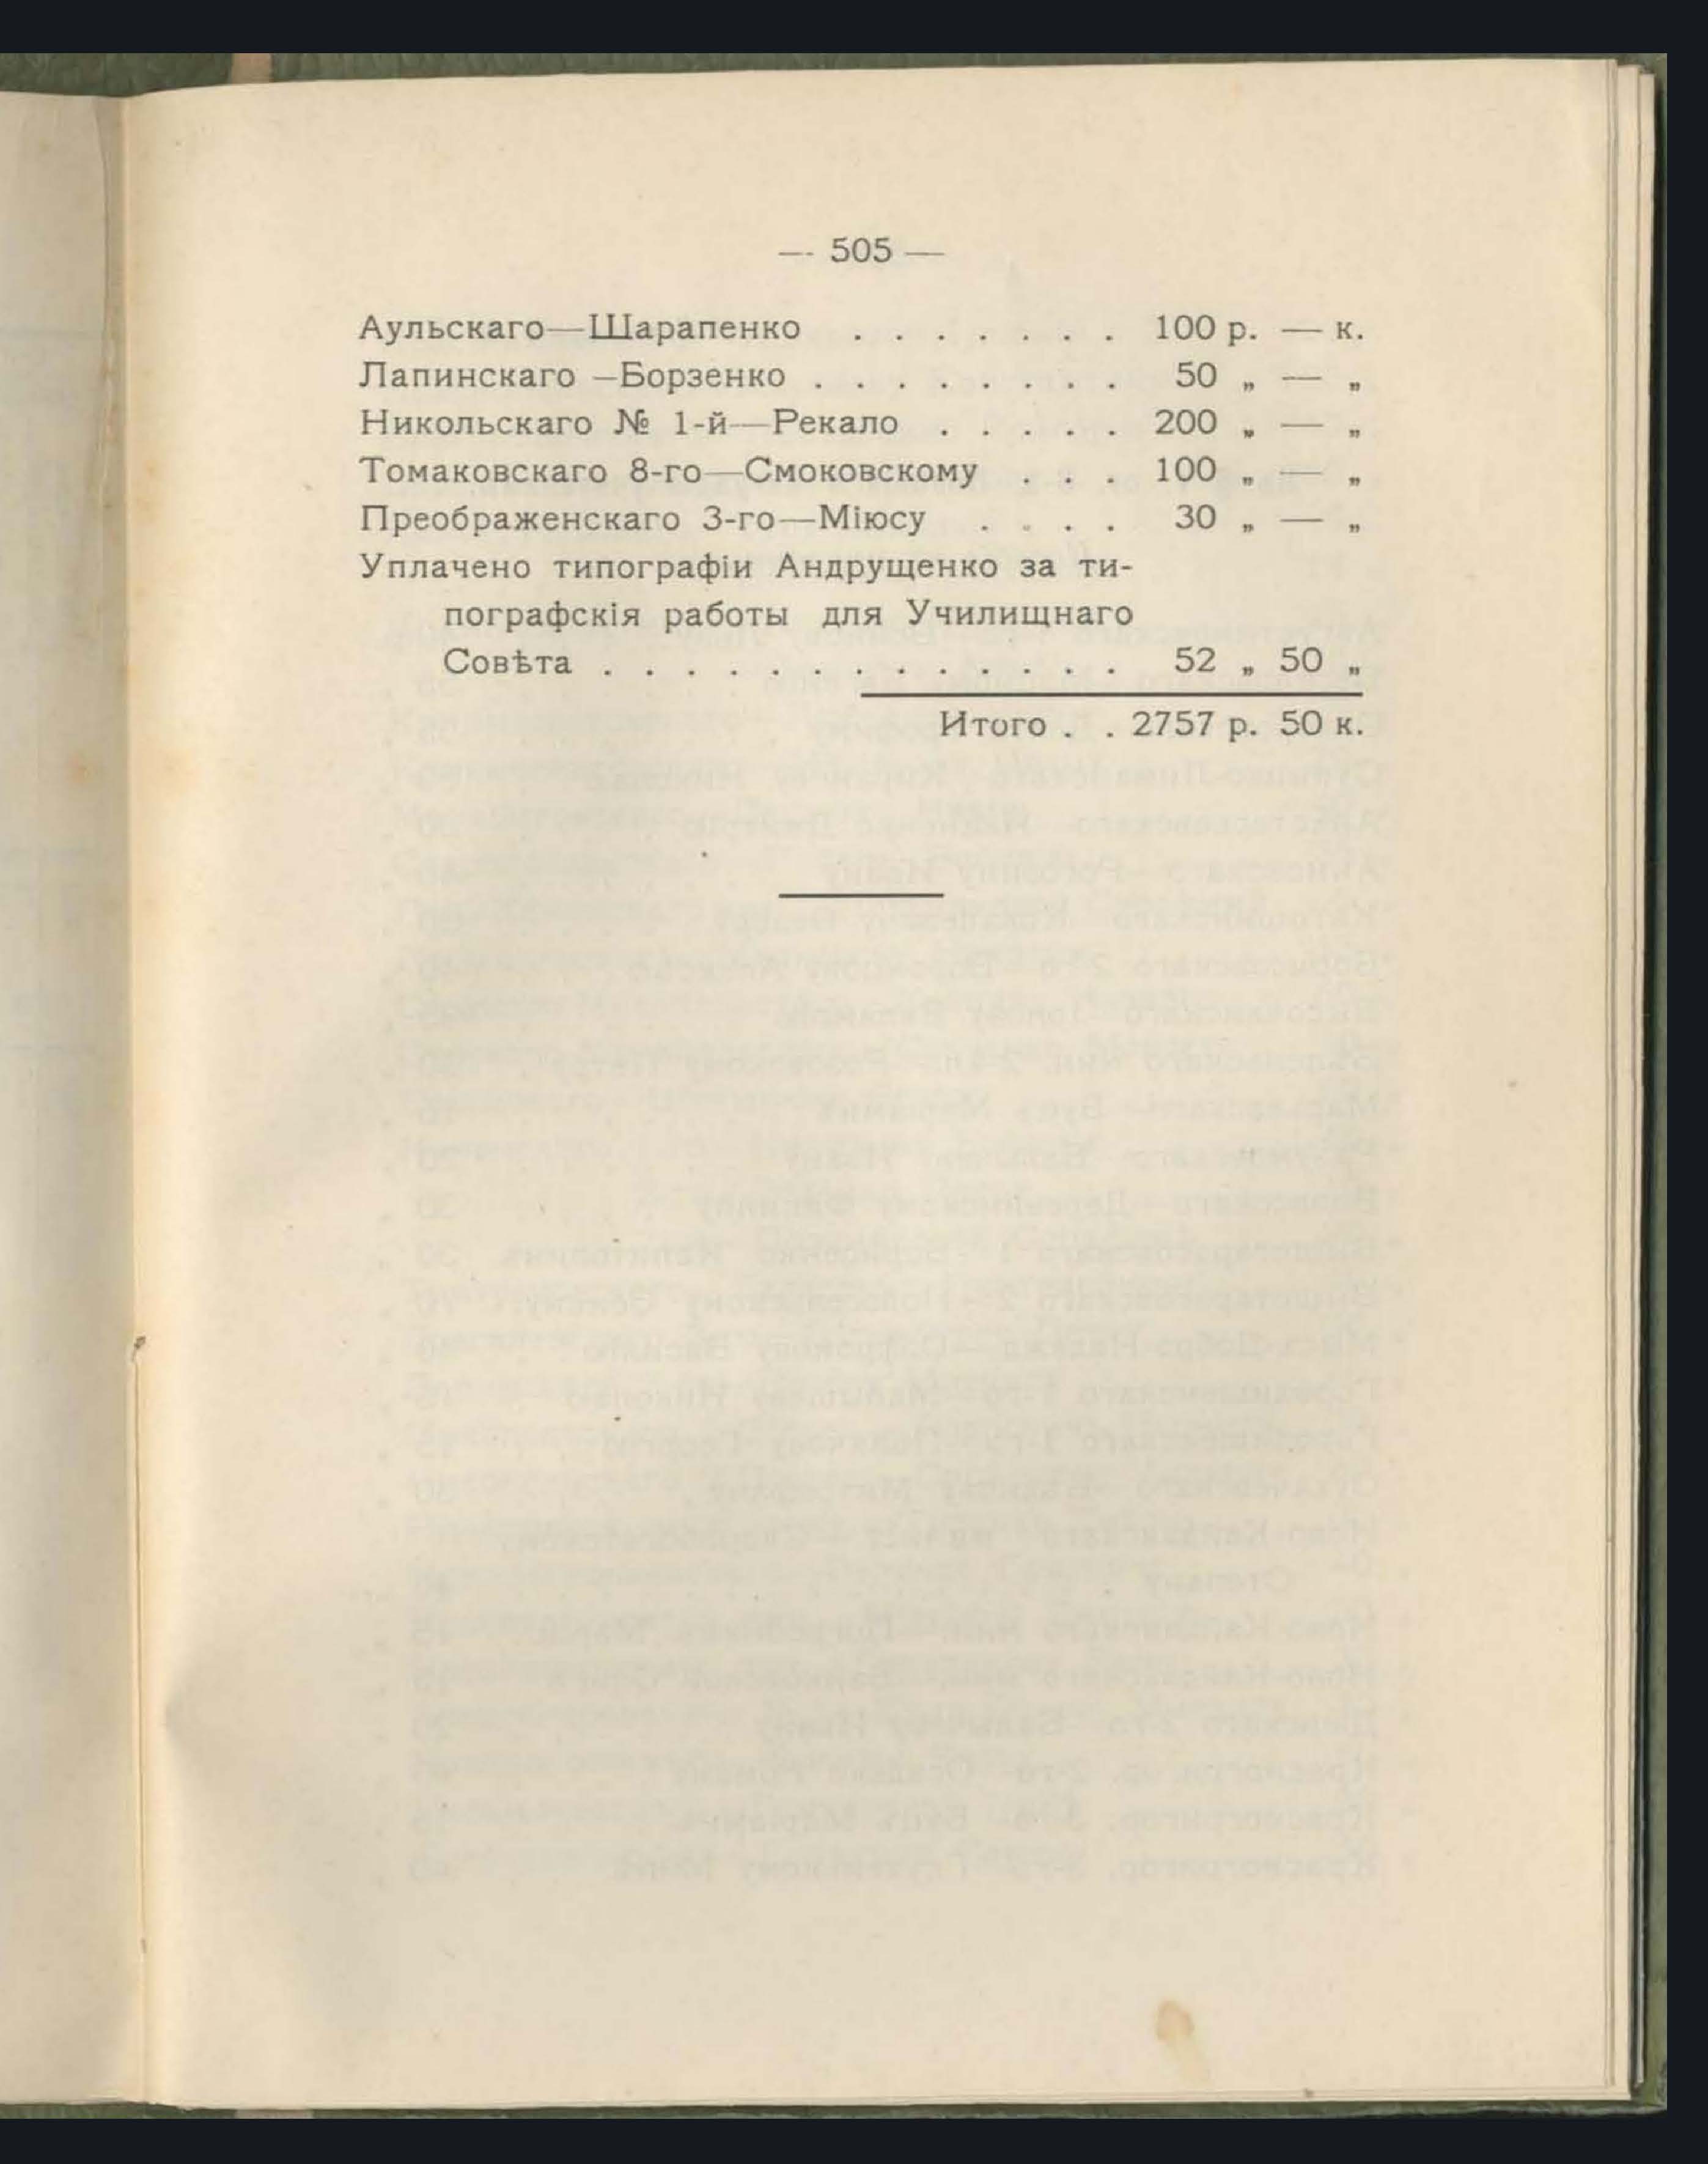 — 505 —
Аульскаго—Шарапенко . . . . . . . 100 р. — к.
Лапинскаго —Борзенко . . . . . . . . 50 „ — „
Никольскаго № 1-й—Рекало . . . . . 200 „ — „
Томаковскаго 8-го—Смоковскому . . . 100 „ — „
Преображенскаго 3-го—Міюсу . . . . 30 „ — „
Уплачено типографіи Андрущенко за ти-
пографскія работы для Училищнаго
Совѣта . . . . . . . . . . . . . 52 „ 50 „
Итого . . 2757 р. 50 к.